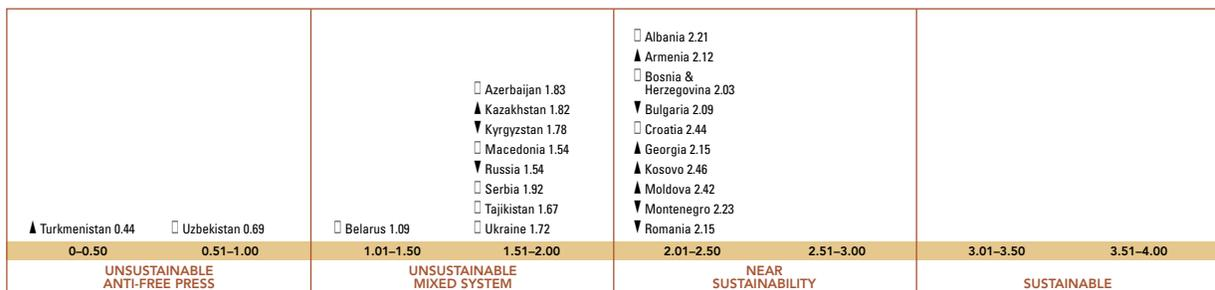 Albania 2.21
Armenia 2.12
Bosnia &
Herzegovina 2.03
Azerbaijan 1.83
Kazakhstan 1.82
Bulgaria 2.09
Kyrgyzstan 1.78
Croatia 2.44
Macedonia 1.54
Georgia 2.15
Russia 1.54
Kosovo 2.46
Serbia 1.92
Moldova 2.42
Tajikistan 1.67
Montenegro 2.23
Turkmenistan 0.44
Uzbekistan 0.69
Belarus 1.09
Ukraine 1.72
Romania 2.15
0–0.50
0.51–1.00
1.01–1.50
1.51–2.00
2.01–2.50
2.51–3.00
3.01–3.50
3.51–4.00
UNSUSTAINABLE
ANTI-FREE PRESS
UNSUSTAINABLE
MIXED SYSTEM
NEAR
SUSTAINABILITY
SUSTAINABLE